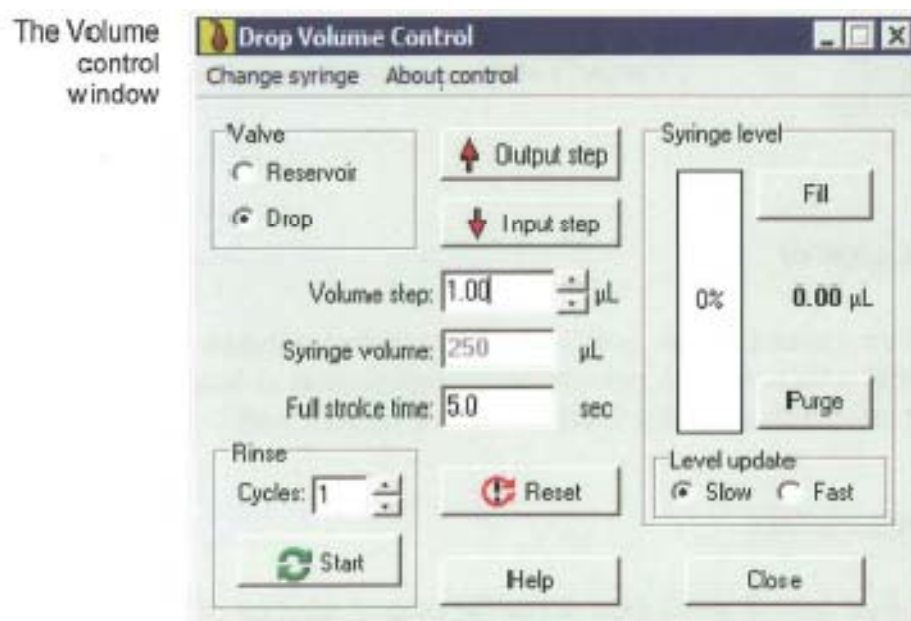 The Volume
control
window
Drop Volume Control
Change syringe About control
Valve
Reservoir
Drop
Output step
Input step
Volume step: 1.00 µL
Syringe volume: 250 µL
Full stroke time: 5.0 sec
Rinse
Cycles: 1
Start
Reset
Help
Syringe level
Fill
0%
0.00 µL
Purge
Level update
Slow Fast
Close